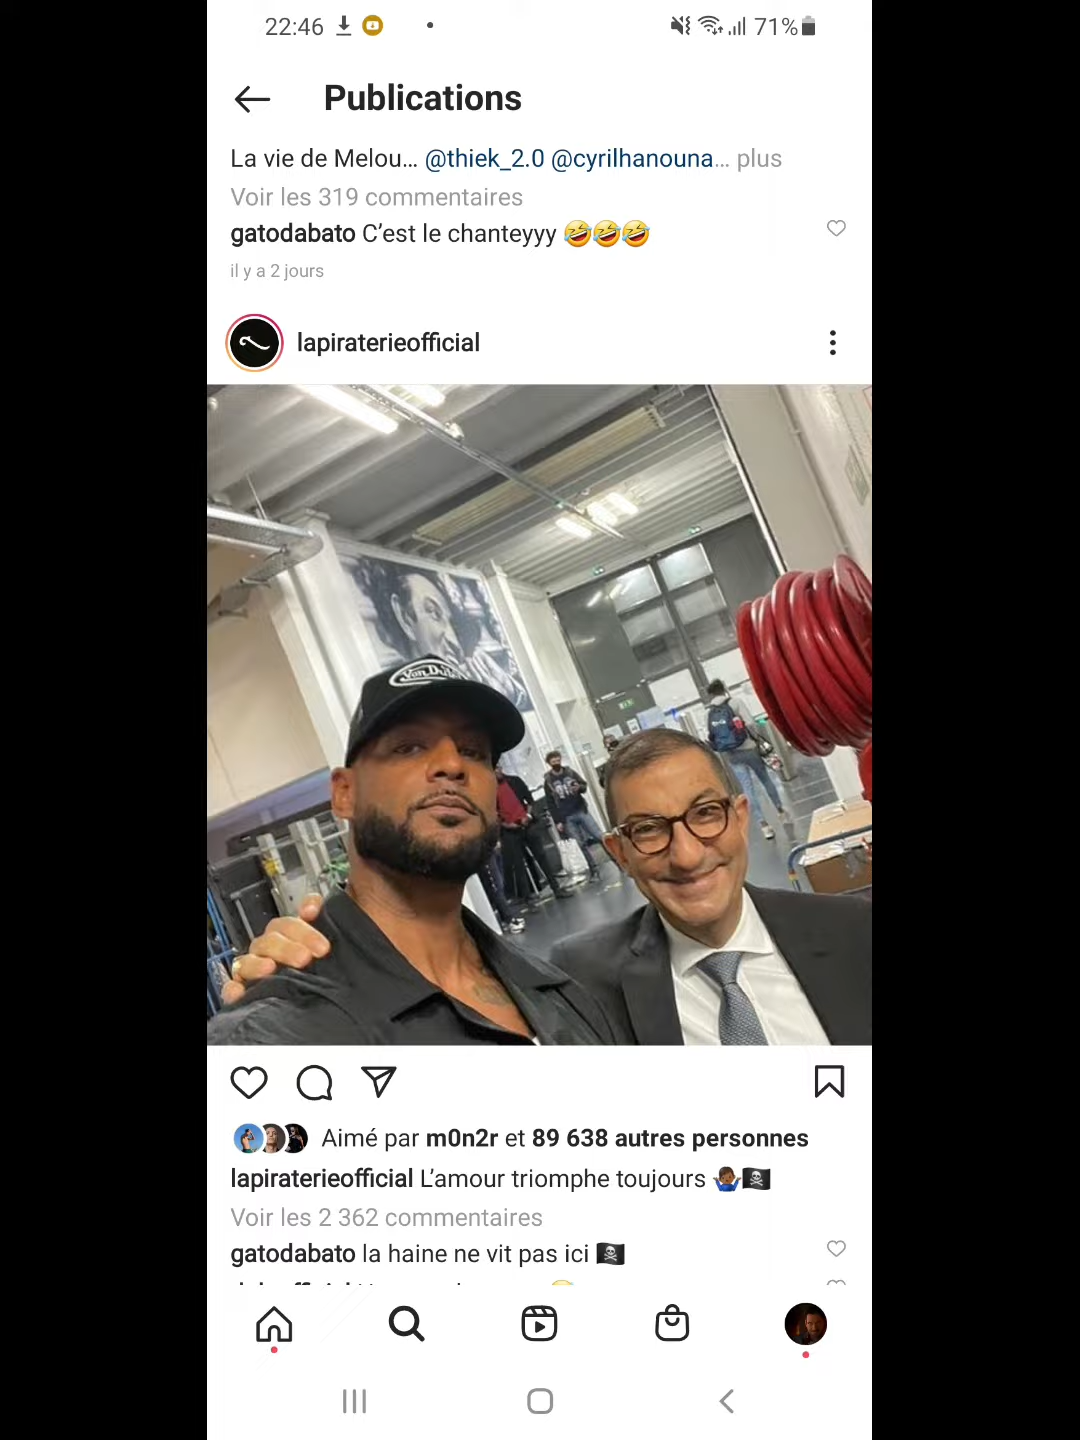 22:46
71%
Publications
La vie de Melou... @thiek_2.0 @cyrilhanouna... plus
Voir les 319 commentaires
gatodabato C'est le chanteyyy 🤣🤣🤣
il y a 2 jours
lapiraterieofficial
Von Dutch
Aimé par m0n2r et 89 638 autres personnes
lapiraterieofficial L'amour triomphe toujours 🤷🏾‍♂️🏴‍☠️
Voir les 2 362 commentaires
gatodabato la haine ne vit pas ici 🏴‍☠️